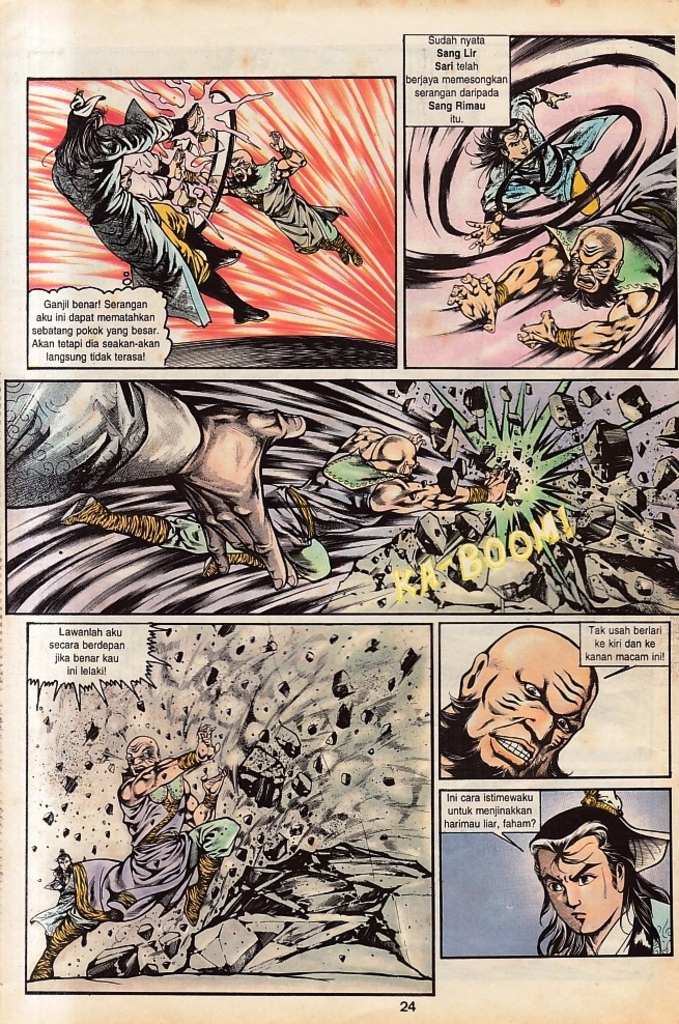 Ganjil benar! Serangan
aku ini dapat mematahkan
sebatang pokok yang besar.
Akan tetapi dia seakan-akan
langsung tidak terasa!
Sudah nyata
Sang Lir
Sari telah
berjaya memesongkan
serangan daripada
Sang Rimau
itu.
KA-BOOM!
Lawanlah aku
secara berdepan
jika benar kau
ini lelaki!
Tak usah berlari
ke kiri dan ke
kanan macam ini!
Ini cara istimewaku
untuk menjinakkan
harimau liar, faham?
24